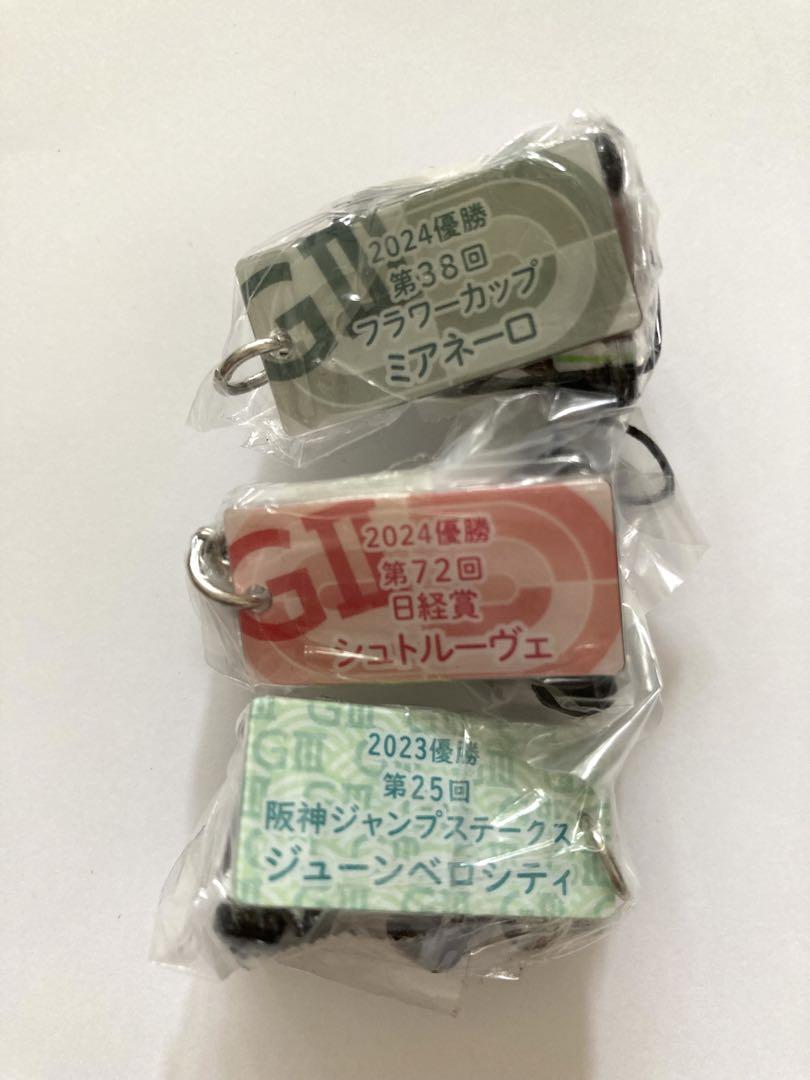 GⅢ
2024優勝
第38回
フラワーカップ
ミアネーロ
GⅡ
2024優勝
第72回
日経賞
シュトルーヴェ
GⅢ
2023優勝
第25回
阪神ジャンプステークス
ジューンベロシティ